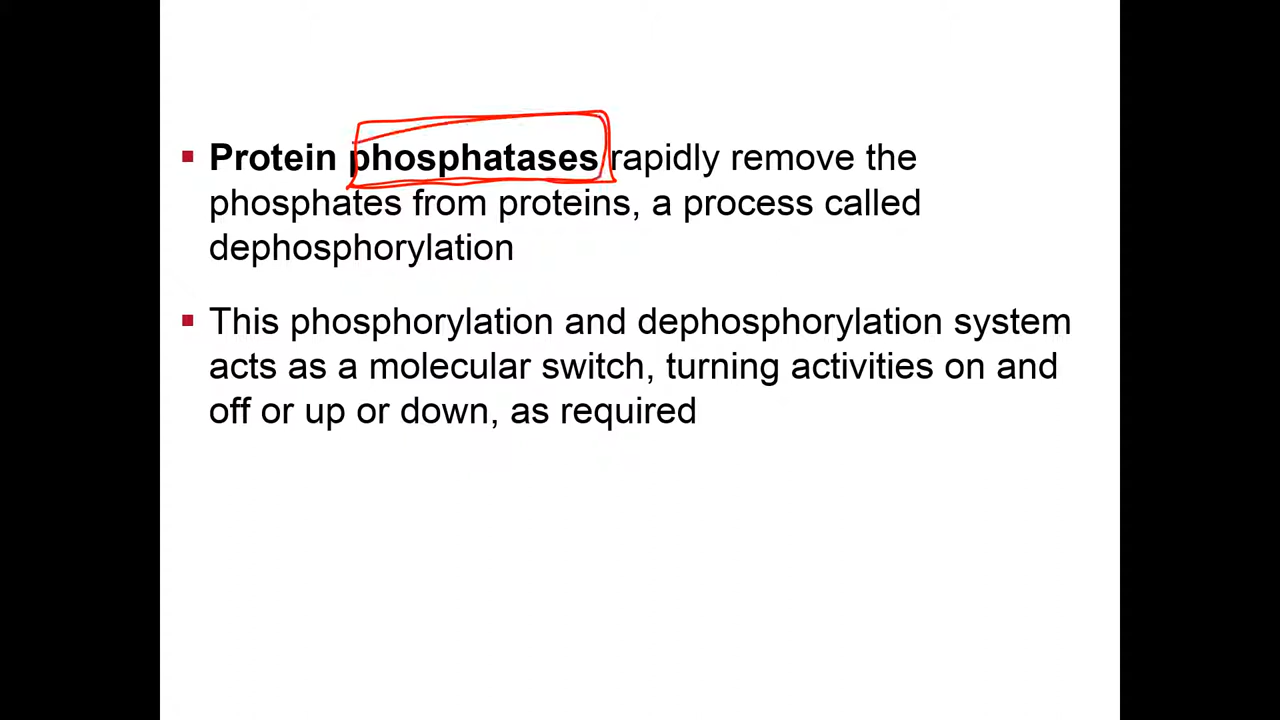 ▪ Protein phosphatases rapidly remove the
phosphates from proteins, a process called
dephosphorylation
▪ This phosphorylation and dephosphorylation system
acts as a molecular switch, turning activities on and
off or up or down, as required